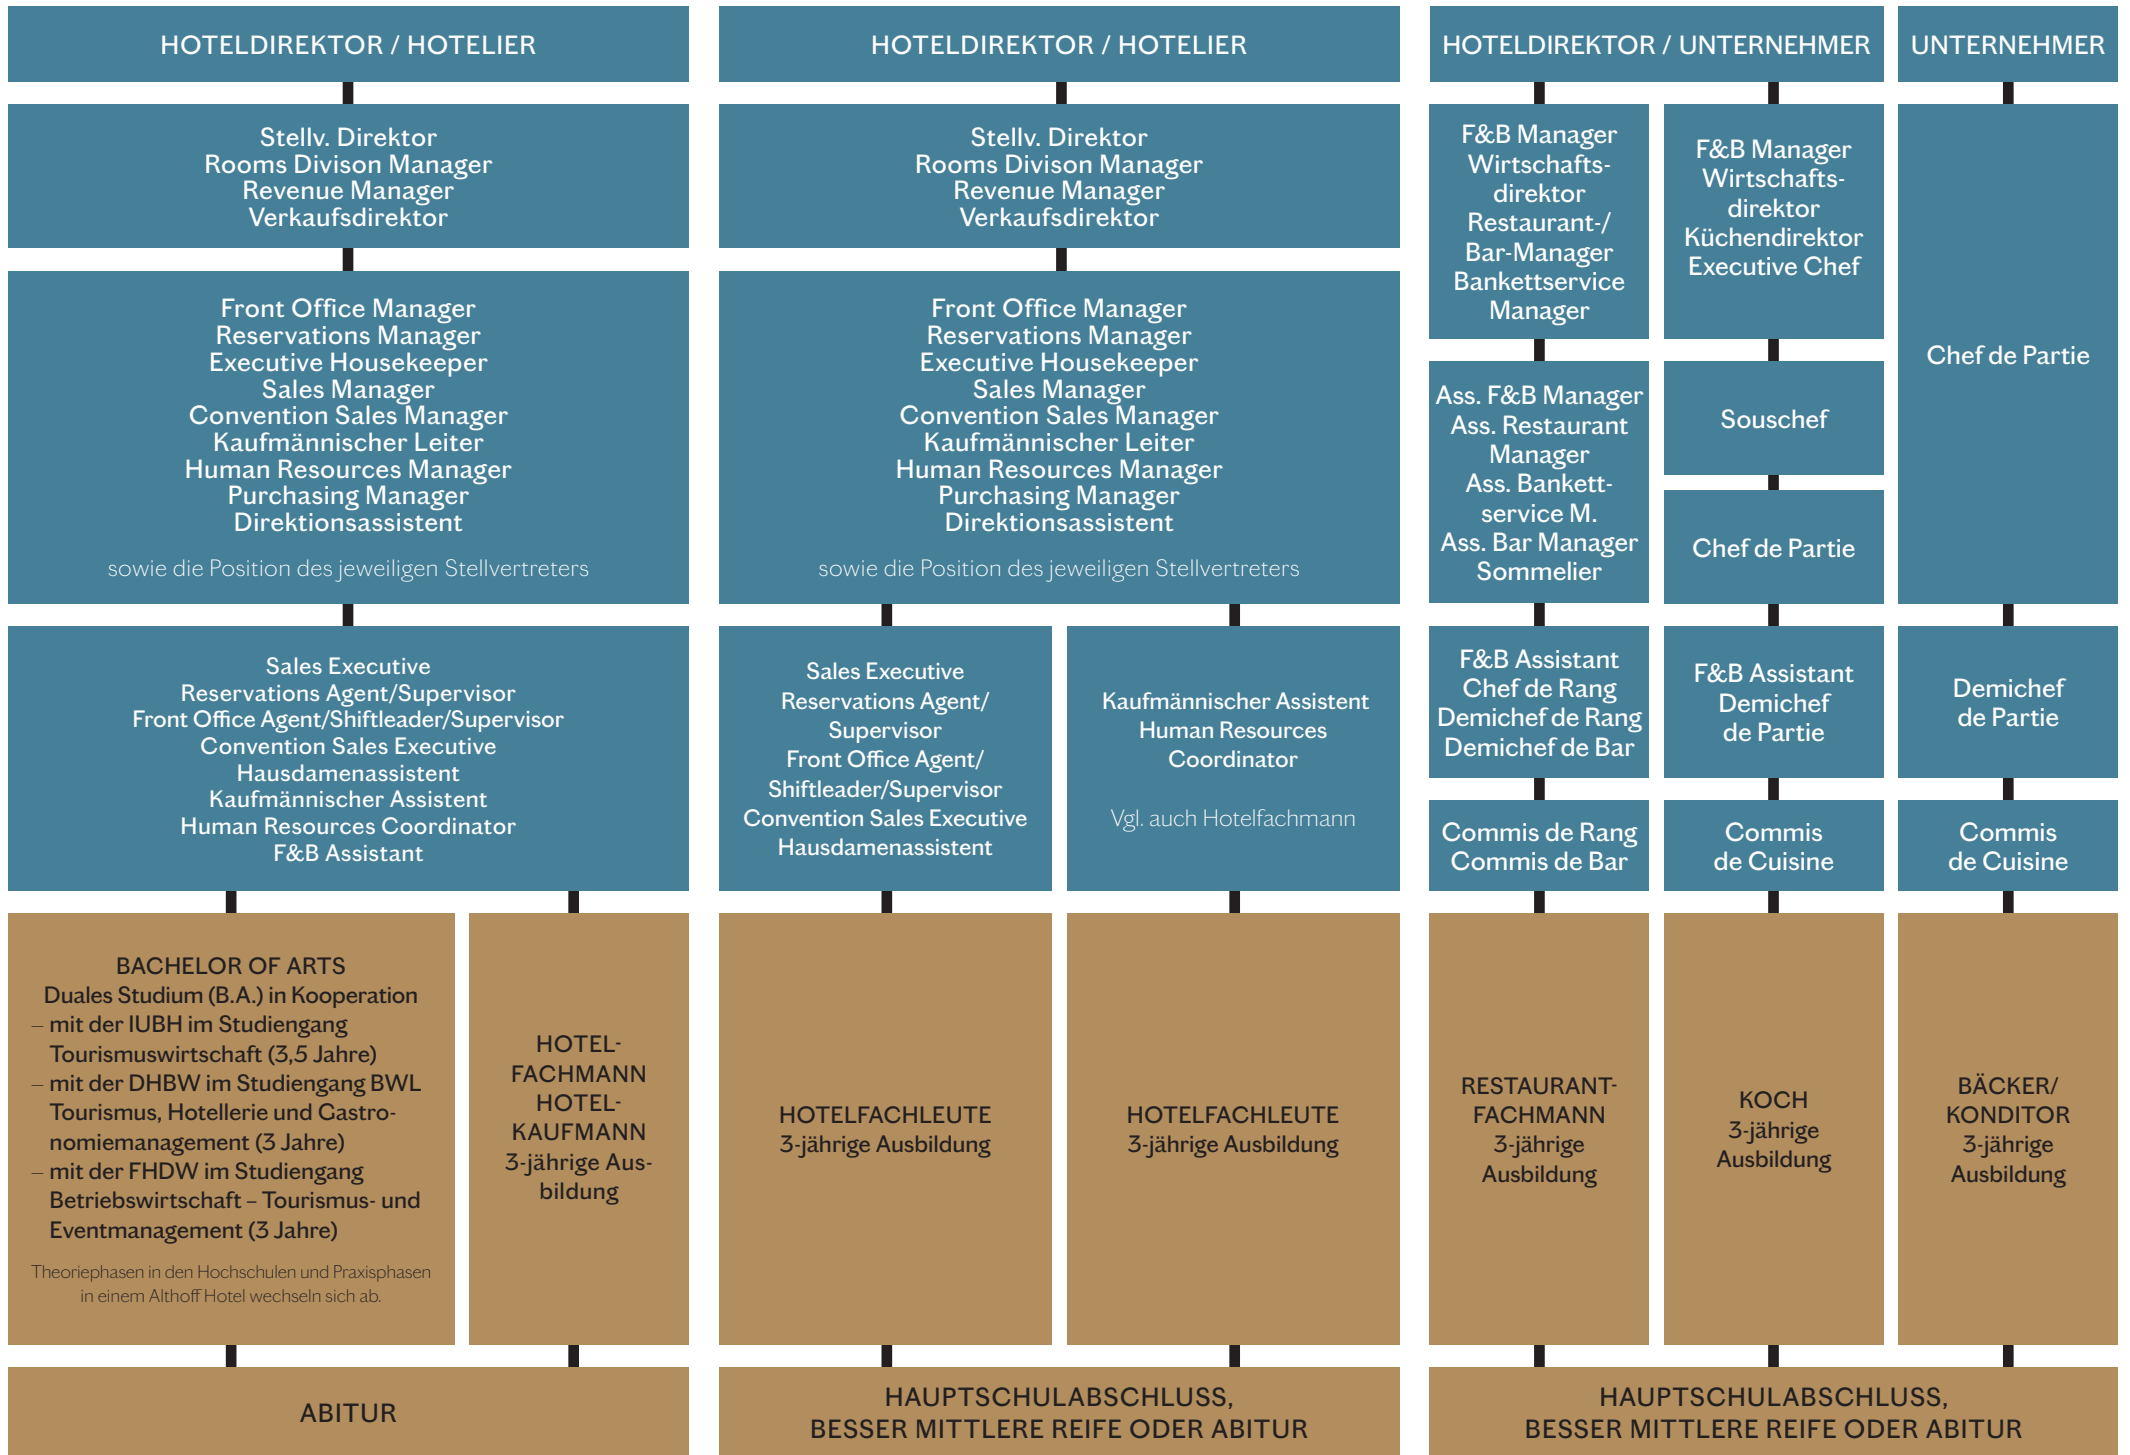 HOTELDIREKTOR / HOTELIER
Stellv. Direktor
Rooms Divison Manager
Revenue Manager
Verkaufsdirektor
Front Office Manager
Reservations Manager
Executive Housekeeper
Sales Manager
Convention Sales Manager
Kaufmännischer Leiter
Human Resources Manager
Purchasing Manager
Direktionsassistent
sowie die Position des jeweiligen Stellvertreters
Sales Executive
Reservations Agent/Supervisor
Front Office Agent/Shiftleader/Supervisor
Convention Sales Executive
Hausdamenassistent
Kaufmännischer Assistent
Human Resources Coordinator
F&B Assistant
BACHELOR OF ARTS
Duales Studium (B.A.) in Kooperation
– mit der IUBH im Studiengang
Tourismuswirtschaft (3,5 Jahre)
– mit der DHBW im Studiengang BWL
Tourismus, Hotellerie und Gastro-
nomiemanagement (3 Jahre)
– mit der FHDW im Studiengang
Betriebswirtschaft – Tourismus- und
Eventmanagement (3 Jahre)
Theoriephasen in den Hochschulen und Praxisphasen
in einem Althoff Hotel wechseln sich ab.
HOTEL-
FACHMANN
HOTEL-
KAUFMANN
3-jährige Aus-
bildung
ABITUR
HOTELDIREKTOR / HOTELIER
Stellv. Direktor
Rooms Divison Manager
Revenue Manager
Verkaufsdirektor
Front Office Manager
Reservations Manager
Executive Housekeeper
Sales Manager
Convention Sales Manager
Kaufmännischer Leiter
Human Resources Manager
Purchasing Manager
Direktionsassistent
sowie die Position des jeweiligen Stellvertreters
Sales Executive
Reservations Agent/
Supervisor
Front Office Agent/
Shiftleader/Supervisor
Convention Sales Executive
Hausdamenassistent
Kaufmännischer Assistent
Human Resources
Coordinator
Vgl. auch Hotelfachmann
HOTELFACHLEUTE
3-jährige Ausbildung
HOTELFACHLEUTE
3-jährige Ausbildung
HAUPTSCHULABSCHLUSS,
BESSER MITTLERE REIFE ODER ABITUR
HOTELDIREKTOR / UNTERNEHMER
F&B Manager
Wirtschafts-
direktor
Restaurant-/
Bar-Manager
Bankettservice
Manager
Ass. F&B Manager
Ass. Restaurant
Manager
Ass. Bankett-
service M.
Ass. Bar Manager
Sommelier
F&B Assistant
Chef de Rang
Demichef de Rang
Demichef de Bar
Commis de Rang
Commis de Bar
RESTAURANT-
FACHMANN
3-jährige
Ausbildung
F&B Manager
Wirtschafts-
direktor
Küchendirektor
Executive Chef
Souschef
Chef de Partie
F&B Assistant
Demichef
de Partie
Commis
de Cuisine
KOCH
3-jährige
Ausbildung
UNTERNEHMER
Chef de Partie
Demichef
de Partie
Commis
de Cuisine
BÄCKER/
KONDITOR
3-jährige
Ausbildung
HAUPTSCHULABSCHLUSS,
BESSER MITTLERE REIFE ODER ABITUR